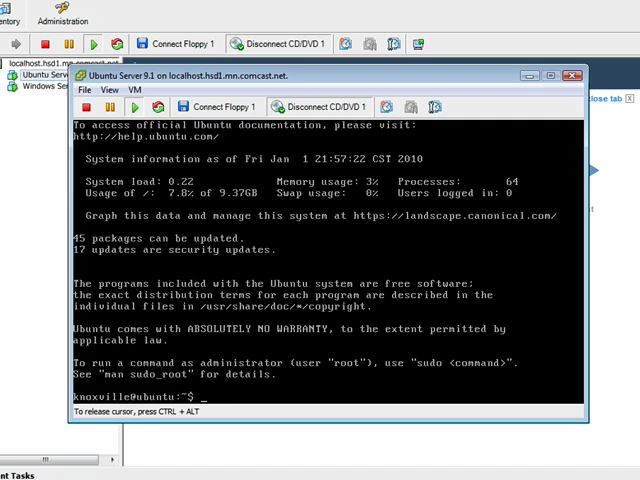 entory
Administration
Connect Floppy 1
Disconnect CD/DVD 1
localhost.hsd1.mn.comcast.net.
Ubuntu Serve
Windows Ser
close tab
Ubuntu Server 9.1 on localhost.hsd1.mn.comcast.net.
File View VM
Connect Floppy 1
Disconnect CD/DVD 1
To access official Ubuntu documentation, please visit:
http://help.ubuntu.com/
System information as of Fri Jan 1 21:57:22 CST 2010
System load: 0.22 Memory usage: 3% Processes: 64
Usage of /: 7.8% of 9.37GB Swap usage: 0% Users logged in: 0
Graph this data and manage this system at https://landscape.canonical.com/
45 packages can be updated.
17 updates are security updates.
The programs included with the Ubuntu system are free software;
the exact distribution terms for each program are described in the
individual files in /usr/share/doc/*/copyright.
Ubuntu comes with ABSOLUTELY NO WARRANTY, to the extent permitted by
applicable law.
To run a command as administrator (user "root"), use "sudo <command>".
See "man sudo_root" for details.
knoxville@ubuntu:~$ _
To release cursor, press CTRL + ALT
nt
ent Tasks